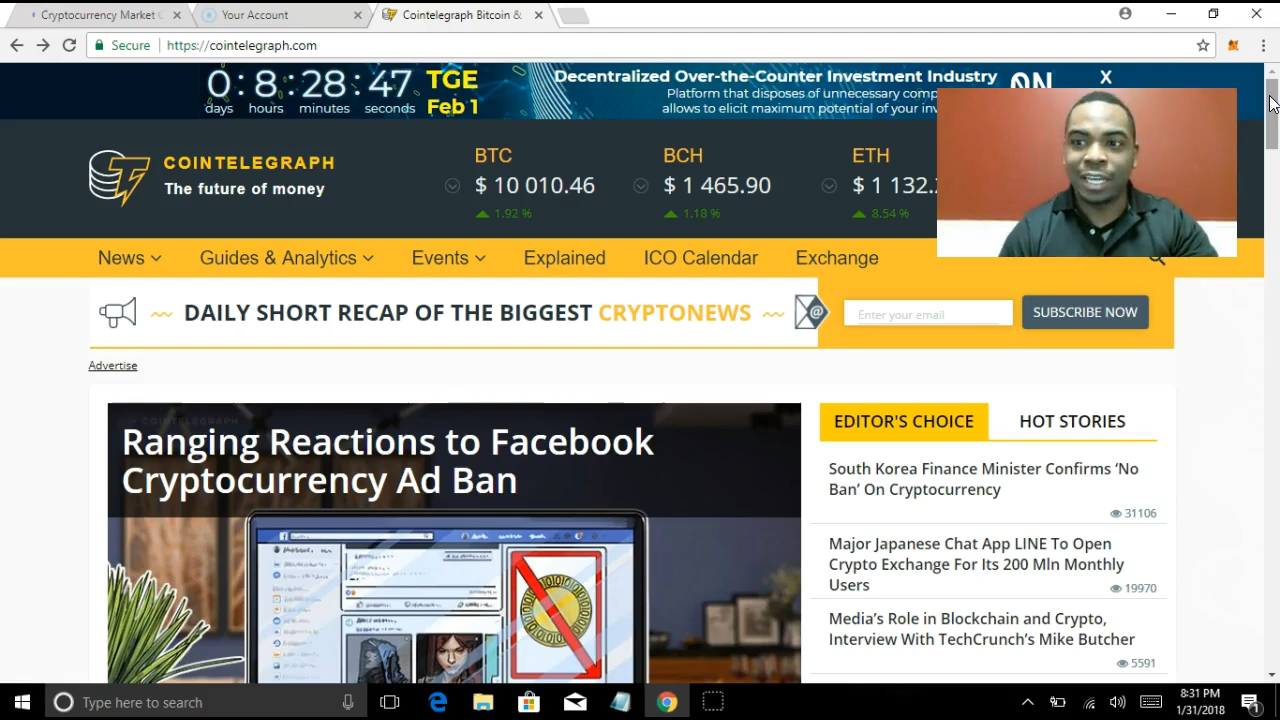 Cryptocurrency Market
Your Account
Cointelegraph Bitcoin &
Secure
https://cointelegraph.com
0:8:28:47
days hours minutes seconds
TGE
Feb 1
Decentralized Over-the-Counter Investment Industry
Platform that disposes of unnecessary
allows to elicit maximum potential of your
X
COINTELEGRAPH
The future of money
BTC
$ 10 010.46
1.92 %
BCH
$ 1 465.90
1.18 %
ETH
$ 1 132.
8.54 %
News
Guides & Analytics
Events
Explained
ICO Calendar
Exchange
DAILY SHORT RECAP OF THE BIGGEST CRYPTONEWS
Enter your email
SUBSCRIBE NOW
Advertise
Ranging Reactions to Facebook
Cryptocurrency Ad Ban
EDITOR'S CHOICE
HOT STORIES
South Korea Finance Minister Confirms ‘No
Ban’ On Cryptocurrency
31106
Major Japanese Chat App LINE To Open
Crypto Exchange For Its 200 Mln Monthly
Users
19970
Media’s Role in Blockchain and Crypto,
Interview With TechCrunch’s Mike Butcher
5591
Type here to search
8:31 PM
1/31/2018